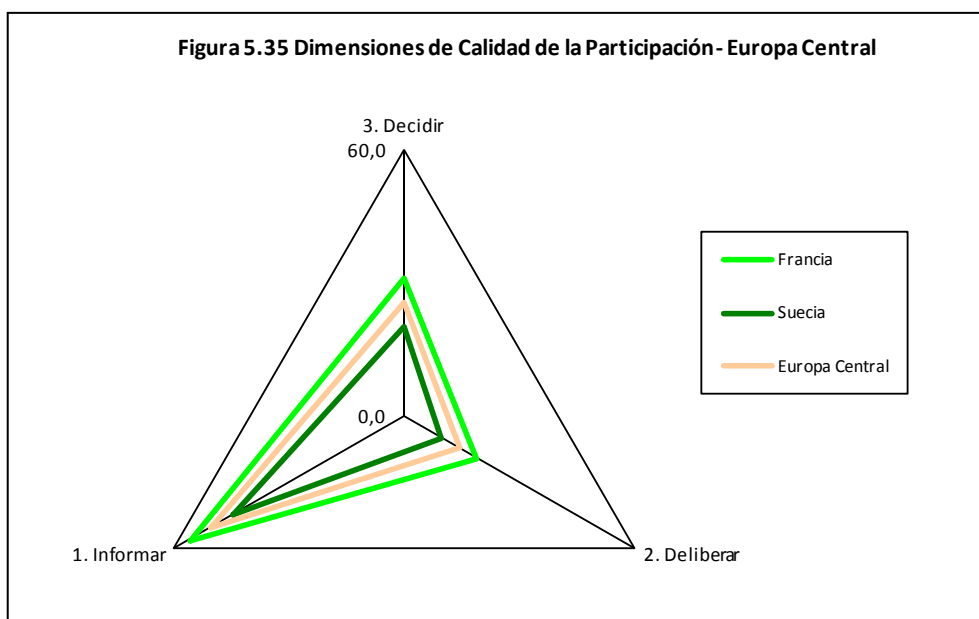 Figura 5.35 Dimensiones de Calidad de la Participación - Europa Central
3. Decidir
60,0
Francia
Suecia
Europa Central
0,0
1. Informar
2. Deliberar